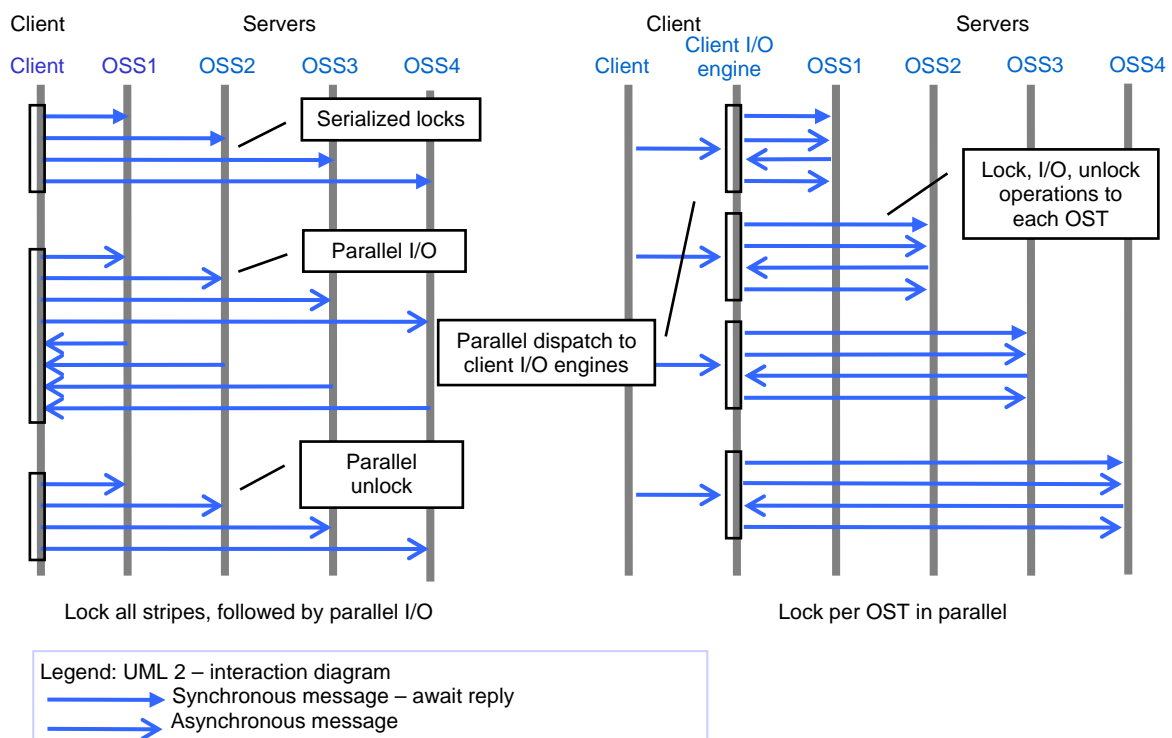 Client
Servers
Client
OSS1
OSS2
OSS3
OSS4
Serialized locks
Parallel I/O
Parallel
unlock
Lock all stripes, followed by parallel I/O
Client
Servers
Client
Client I/O
engine
OSS1
OSS2
OSS3
OSS4
Lock, I/O, unlock
operations to
each OST
Parallel dispatch to
client I/O engines
Lock per OST in parallel
Legend: UML 2 – interaction diagram
Synchronous message – await reply
Asynchronous message